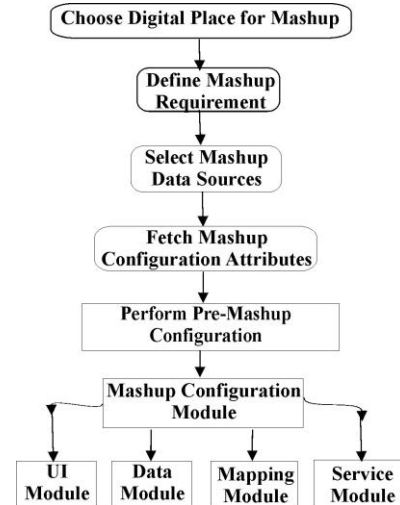 Choose Digital Place for Mashup
Define Mashup
Requirement
Select Mashup
Data Sources
Fetch Mashup
Configuration Attributes
Perform Pre-Mashup
Configuration
Mashup Configuration
Module
UI
Module
Data
Module
Mapping
Module
Service
Module